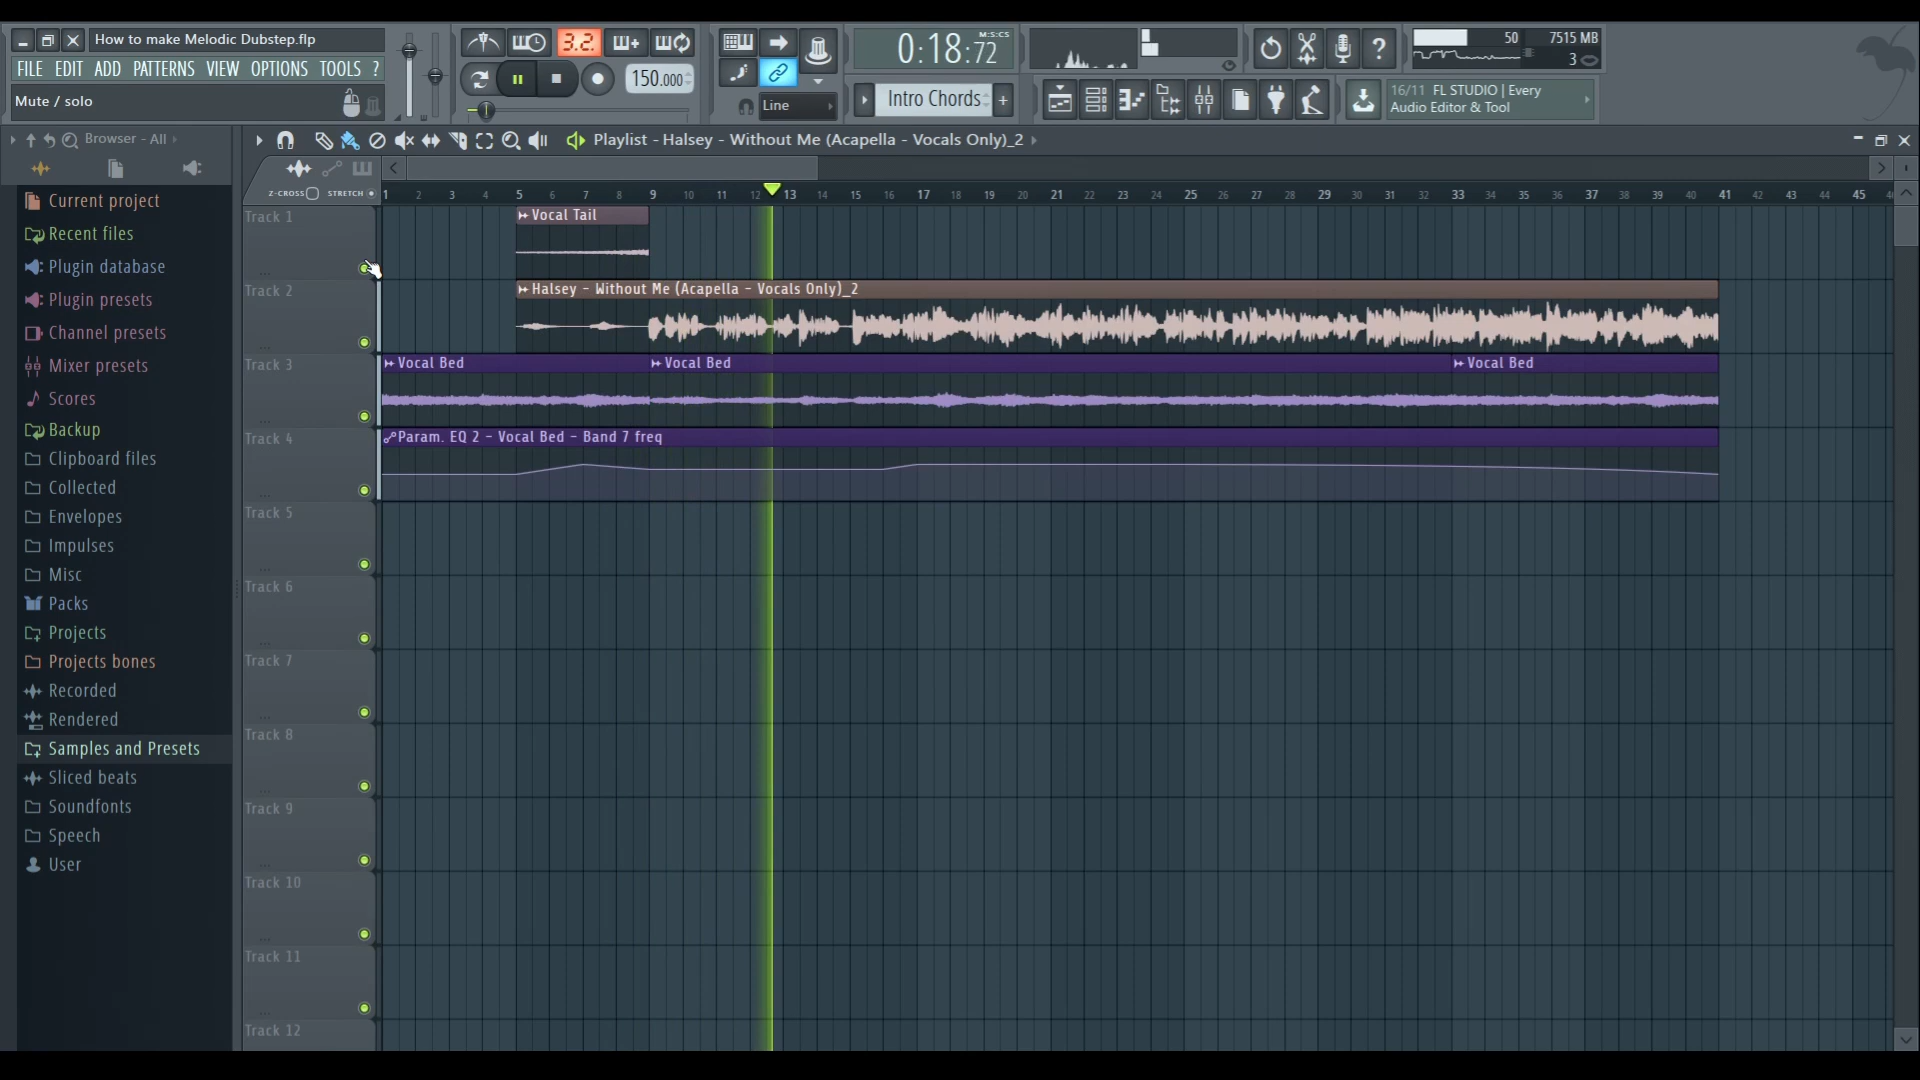 How to make Melodic Dubstep.flp
FILE EDIT ADD PATTERNS VIEW OPTIONS TOOLS ?
Mute / solo
3.2.
150.000
Line
M:S:CS
0:18:72
Intro Chords +
?
50 7515 MB
3
16/11 FL STUDIO | Every
Audio Editor & Tool
Browser - All
Playlist - Halsey - Without Me (Acapella - Vocals Only)_2
Z-CROSS STRETCH
1 2 3 4 5 6 7 8 9 10 11 12 13 14 15 16 17 18 19 20 21 22 23 24 25 26 27 28 29 30 31 32 33 34 35 36 37 38 39 40 41 42 43 44 45
Current project
Recent files
Plugin database
Plugin presets
Channel presets
Mixer presets
Scores
Backup
Clipboard files
Collected
Envelopes
Impulses
Misc
Packs
Projects
Projects bones
Recorded
Rendered
Samples and Presets
Sliced beats
Soundfonts
Speech
User
Track 1
Vocal Tail
Track 2
Halsey - Without Me (Acapella - Vocals Only)_2
Track 3
Vocal Bed
Vocal Bed
Vocal Bed
Track 4
Param. EQ 2 - Vocal Bed - Band 7 freq
Track 5
Track 6
Track 7
Track 8
Track 9
Track 10
Track 11
Track 12